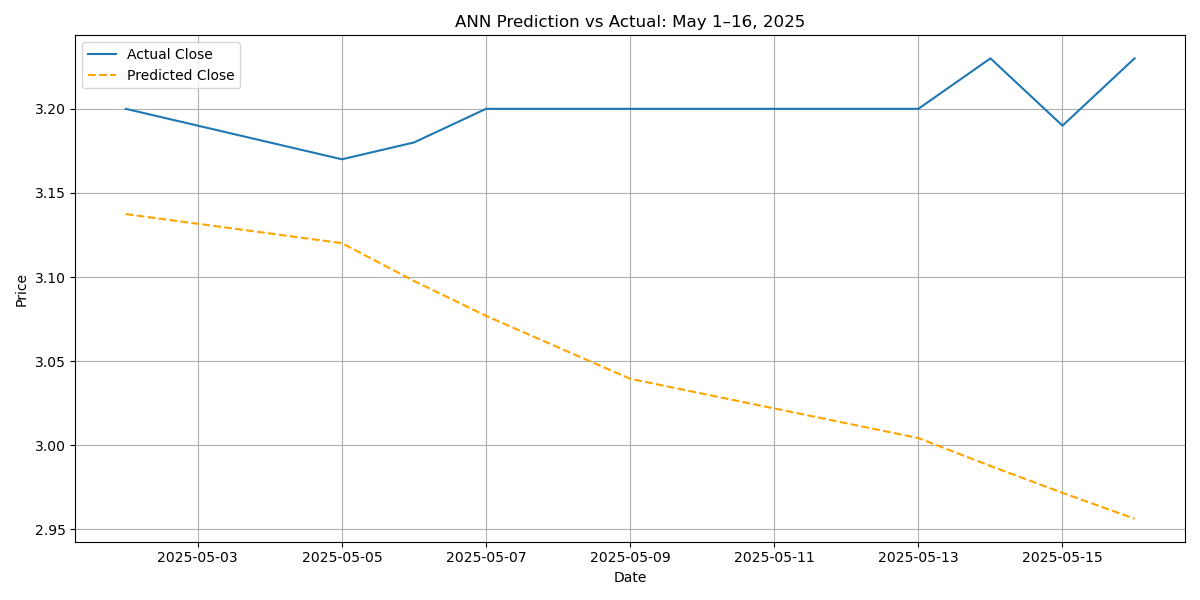 ANN Prediction vs Actual: May 1–16, 2025
Actual Close
Predicted Close
3.20
3.15
3.10
3.05
3.00
2.95
Price
2025-05-03
2025-05-05
2025-05-07
2025-05-09
2025-05-11
2025-05-13
2025-05-15
Date